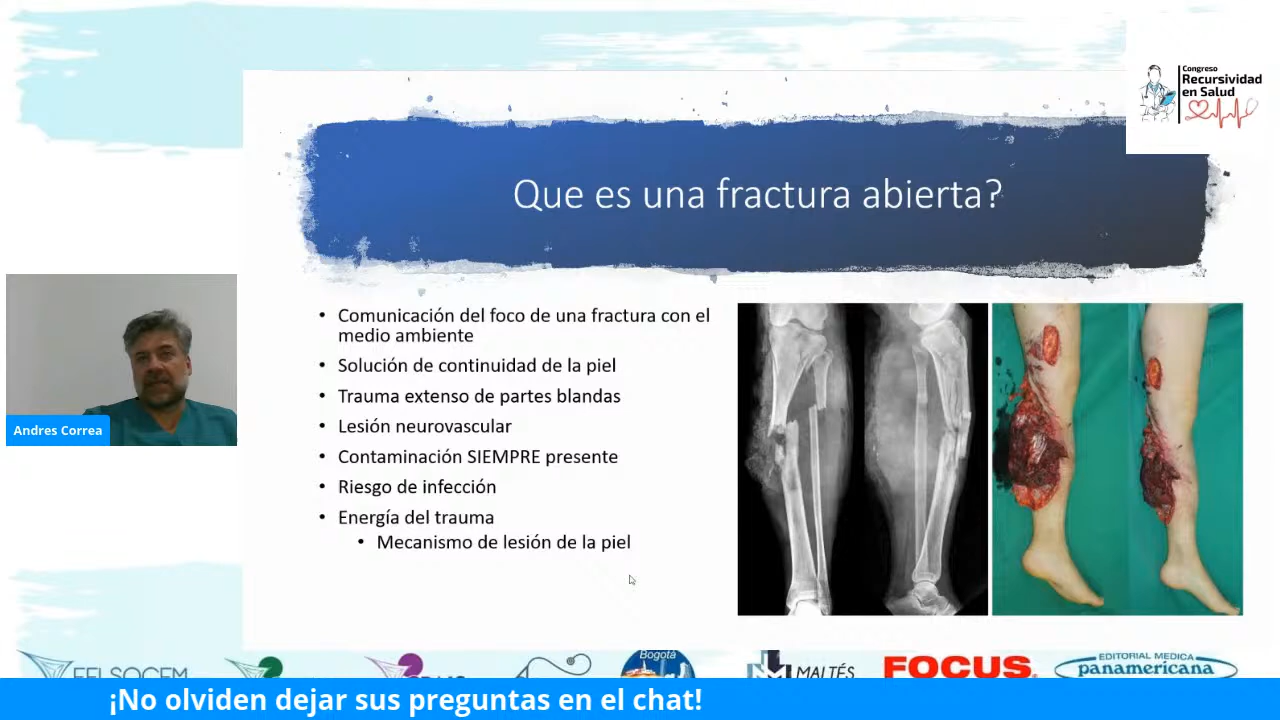 Congreso
Recursividad
en Salud
Que es una fractura abierta?
• Comunicación del foco de una fractura con el
medio ambiente
• Solución de continuidad de la piel
• Trauma extenso de partes blandas
• Lesión neurovascular
• Contaminación SIEMPRE presente
• Riesgo de infección
• Energía del trauma
• Mecanismo de lesión de la piel
Andres Correa
Bogotá
MALTÉS
FOCUS
EDITORIAL MEDICA
panamericana
¡No olviden dejar sus preguntas en el chat!